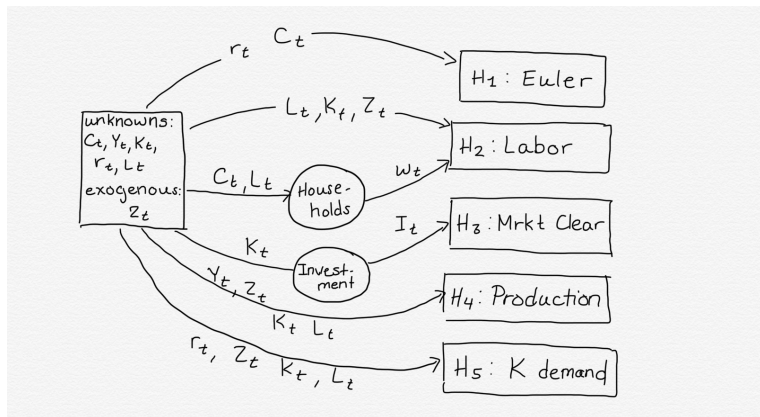 rt Ct
H1: Euler
Lt, Kt, Zt
unknowns:
Ct, Yt, Kt,
rt, Lt
exogenous:
Zt
H2: Labor
Ct, Lt
House-
holds
wt
It
H3: Mrkt Clear
Kt
Invest-
ment
Yt, Zt
Kt Lt
H4: Production
rt, Zt Kt, Lt
H5: K demand